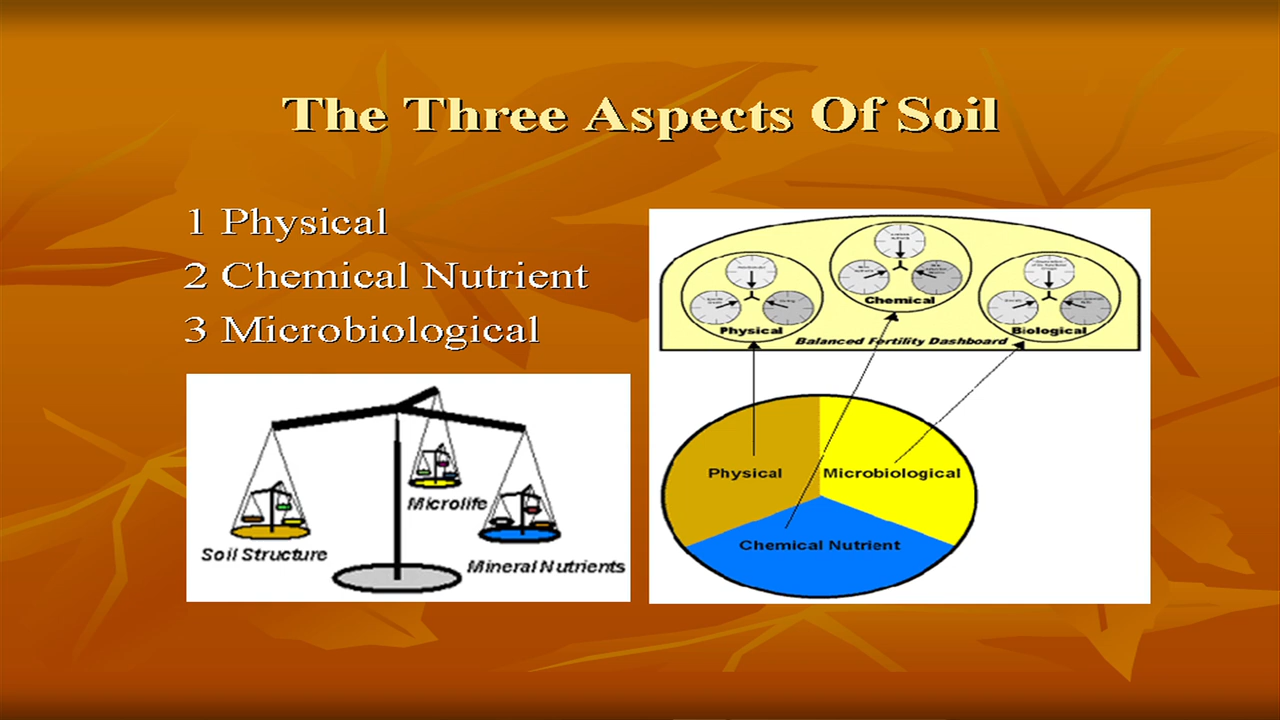 The Three Aspects Of Soil
1 Physical
2 Chemical Nutrient
3 Microbiological
Microlife
Soil Structure
Mineral Nutrients
Physical
Chemical
Biological
Balanced Fertility Dashboard
Physical
Microbiological
Chemical Nutrient